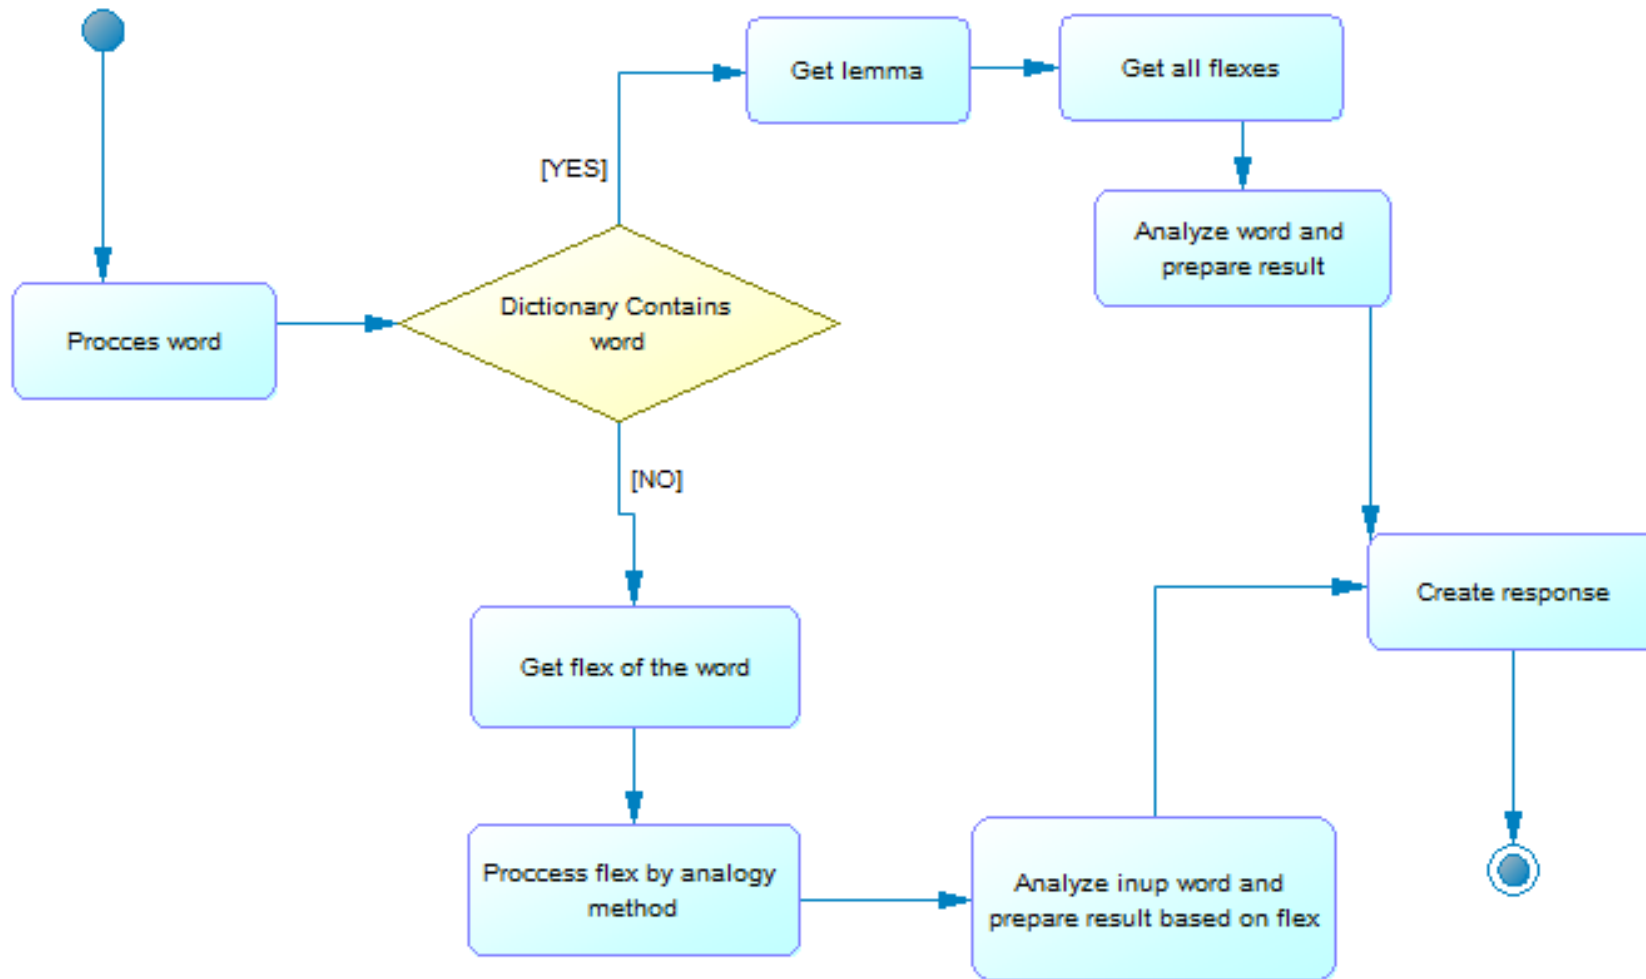 Get lemma
Get all flexes
[YES]
Analyze word and
prepare result
Dictionary Contains
word
Procces word
[NO]
Create response
Get flex of the word
Proccess flex by analogy
method
Analyze inup word and
prepare result based on flex